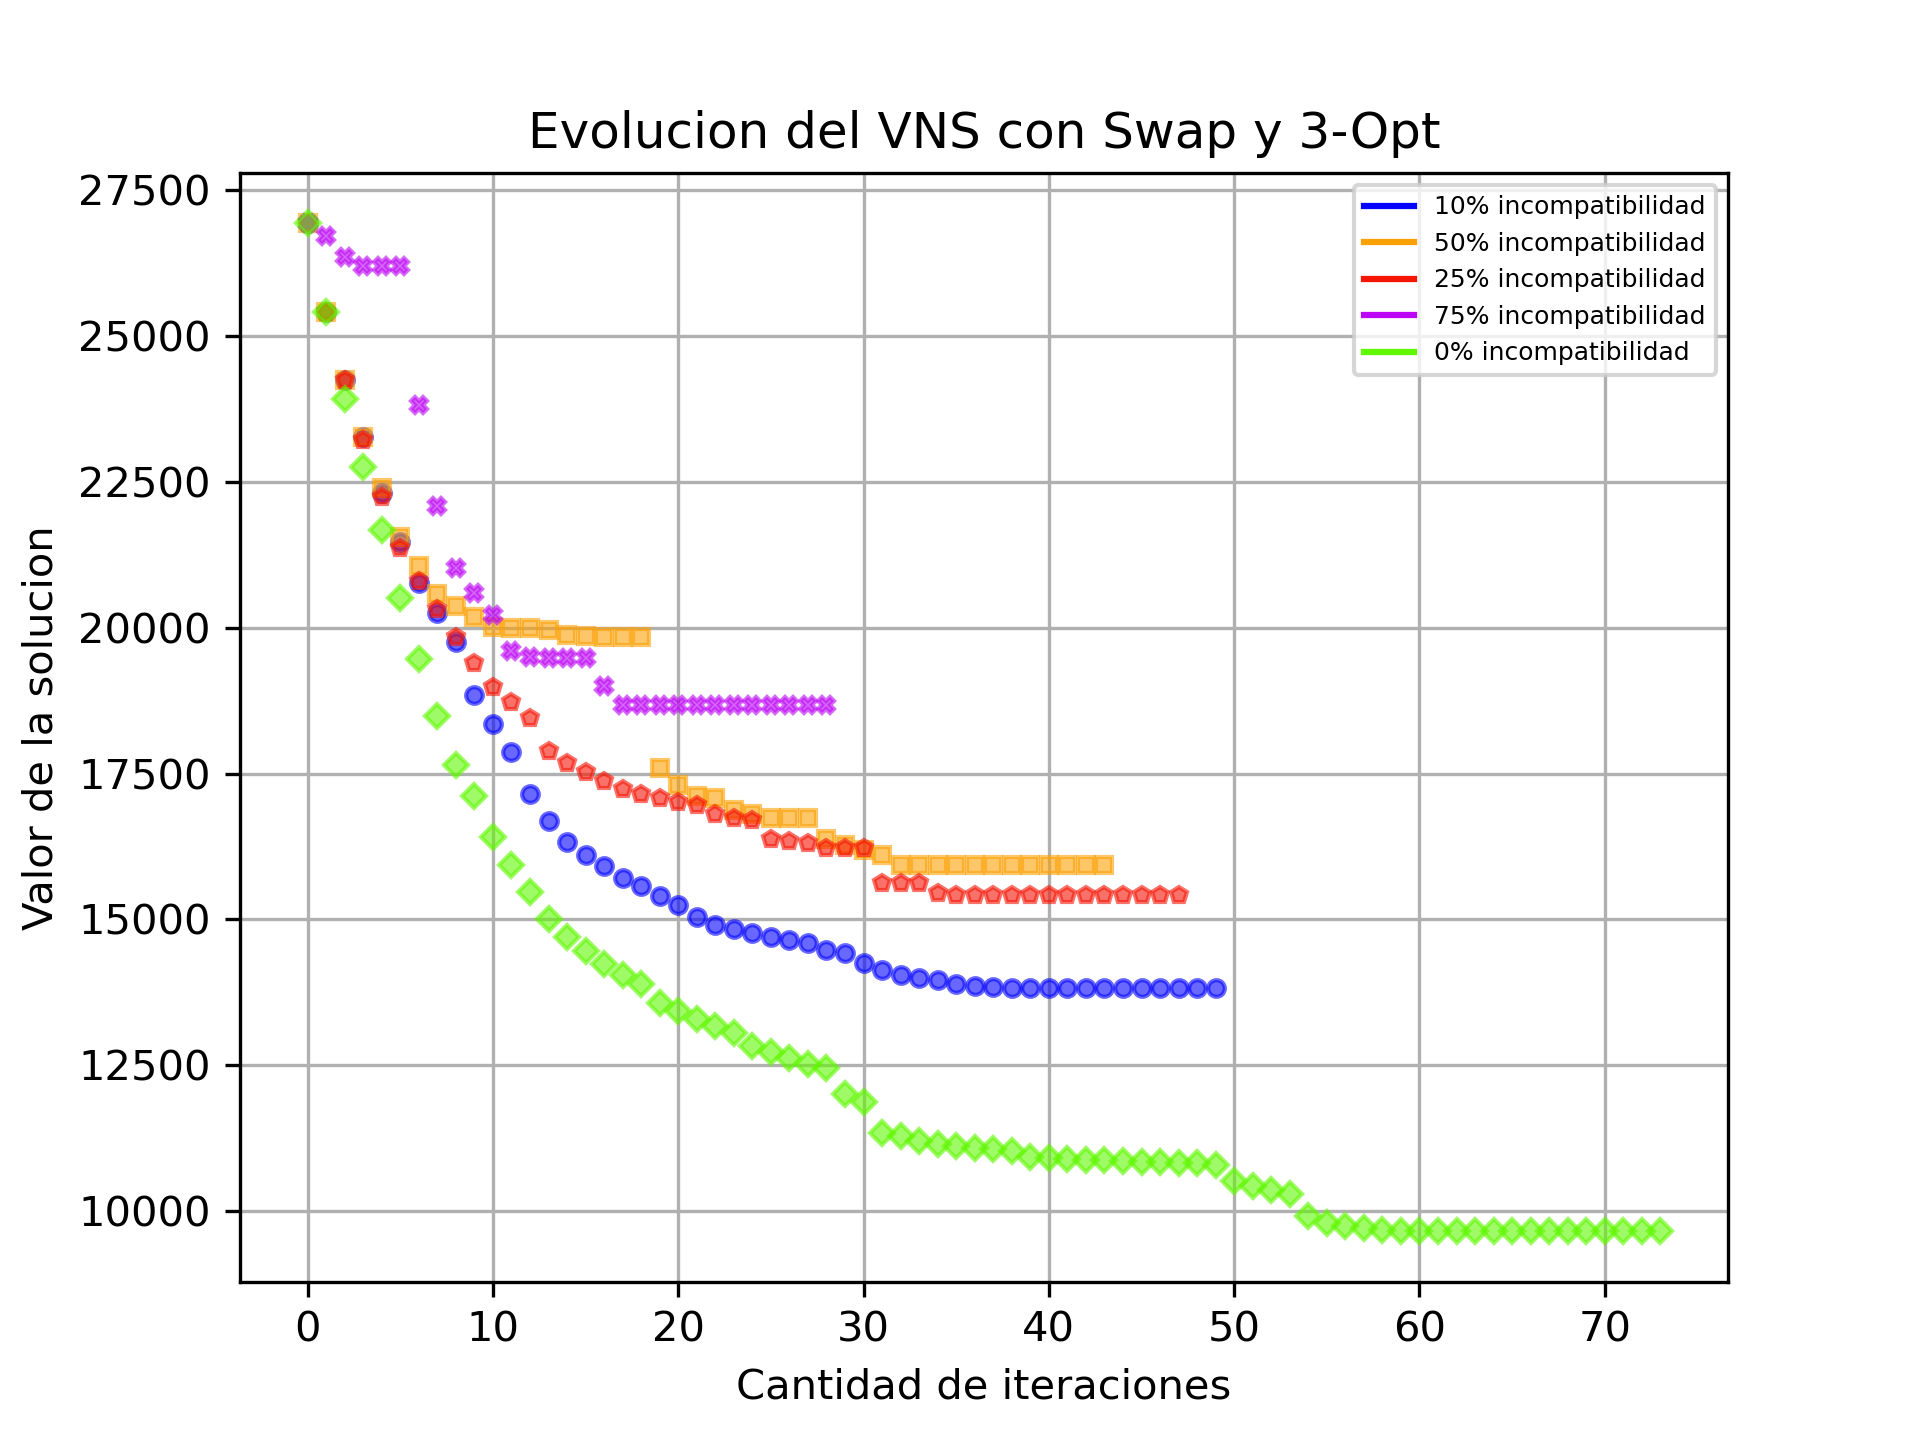 Evolucion del VNS con Swap y 3-Opt
27500
25000
22500
20000
17500
15000
12500
10000
Valor de la solucion
10% incompatibilidad
50% incompatibilidad
25% incompatibilidad
75% incompatibilidad
0% incompatibilidad
0 10 20 30 40 50 60 70
Cantidad de iteraciones